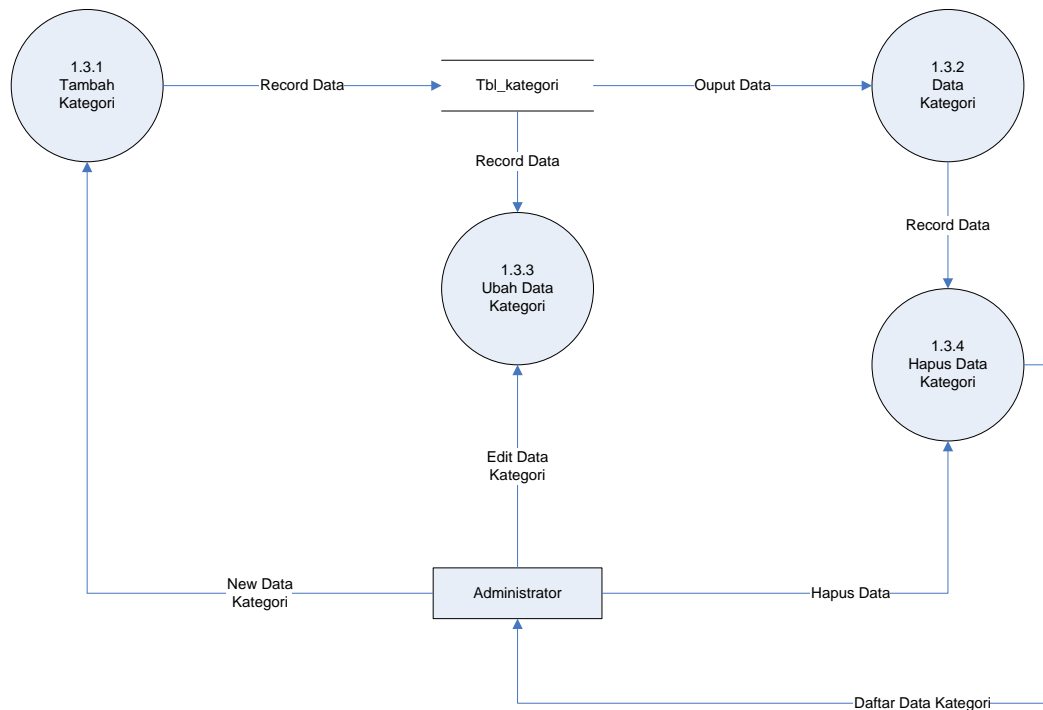 1.3.1
Tambah
Kategori
Record Data
Tbl_kategori
Ouput Data
1.3.2
Data
Kategori
Record Data
Record Data
1.3.3
Ubah Data
Kategori
1.3.4
Hapus Data
Kategori
Edit Data
Kategori
New Data
Kategori
Administrator
Hapus Data
Daftar Data Kategori